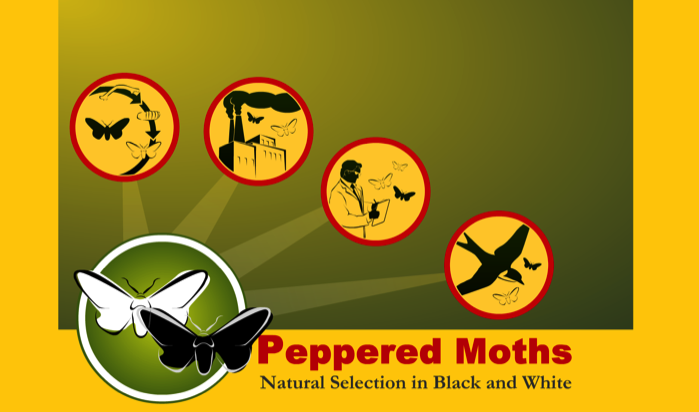 Peppered Moths
Natural Selection in Black and White